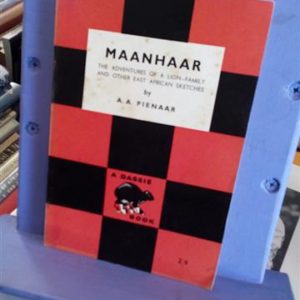 MAANHAAR
THE ADVENTURES OF A LION-FAMILY
AND OTHER EAST AFRICAN SKETCHES
by
A. A. PIENAAR
A DASSIE
BOOK